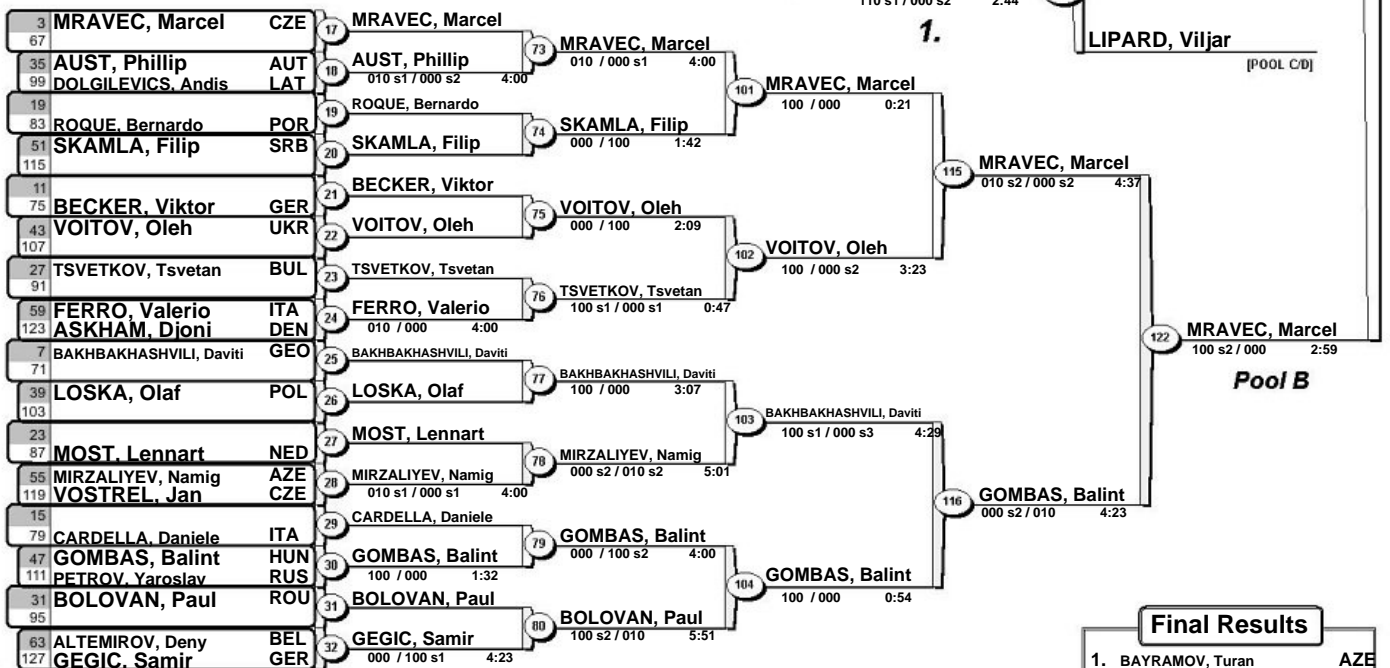 110 s1 / 000 s2 2:44
1.
LIPARD, Viljar
[POOL C/D]
3 MRAVEC, Marcel CZE
67
35 AUST, Phillip AUT
99 DOLGILEVICS, Andis LAT
19
83 ROQUE, Bernardo POR
51 SKAMLA, Filip SRB
115
11
75 BECKER, Viktor GER
43 VOITOV, Oleh UKR
107
27 TSVETKOV, Tsvetan BUL
91
59 FERRO, Valerio ITA
123 ASKHAM, Djoni DEN
7 BAKHBAKHASHVILI, Daviti GEO
71
39 LOSKA, Olaf POL
103
23
87 MOST, Lennart NED
55 MIRZALIYEV, Namig AZE
119 VOSTREL, Jan CZE
15
79 CARDELLA, Daniele ITA
47 GOMBAS, Balint HUN
111 PETROV, Yaroslav RUS
31 BOLOVAN, Paul ROU
95
63 ALTEMIROV, Deny BEL
127 GEGIC, Samir GER
17 MRAVEC, Marcel
18 AUST, Phillip
010 s1 / 000 s2 4:00
19 ROQUE, Bernardo
20 SKAMLA, Filip
21 BECKER, Viktor
22 VOITOV, Oleh
23 TSVETKOV, Tsvetan
24 FERRO, Valerio
010 / 000 4:00
25 BAKHBAKHASHVILI, Daviti
26 LOSKA, Olaf
27 MOST, Lennart
28 MIRZALIYEV, Namig
010 s1 / 000 s1 4:00
29 CARDELLA, Daniele
30 GOMBAS, Balint
100 / 000 1:32
31 BOLOVAN, Paul
32 GEGIC, Samir
000 / 100 s1 4:23
73 MRAVEC, Marcel
010 / 000 s1 4:00
74 SKAMLA, Filip
000 / 100 1:42
75 VOITOV, Oleh
000 / 100 2:09
76 TSVETKOV, Tsvetan
100 s1 / 000 s1 0:47
77 BAKHBAKHASHVILI, Daviti
100 / 000 3:07
78 MIRZALIYEV, Namig
000 s2 / 010 s2 5:01
79 GOMBAS, Balint
000 / 100 s2 4:00
80 BOLOVAN, Paul
100 s2 / 010 5:51
101 MRAVEC, Marcel
100 / 000 0:21
102 VOITOV, Oleh
100 / 000 s2 3:23
103 BAKHBAKHASHVILI, Daviti
100 s1 / 000 s3 4:29
104 GOMBAS, Balint
100 / 000 0:54
115 MRAVEC, Marcel
010 s2 / 000 s2 4:37
116 GOMBAS, Balint
000 s2 / 010 4:23
122 MRAVEC, Marcel
100 s2 / 000 2:59
Pool B
Final Results
1. BAYRAMOV, Turan AZE